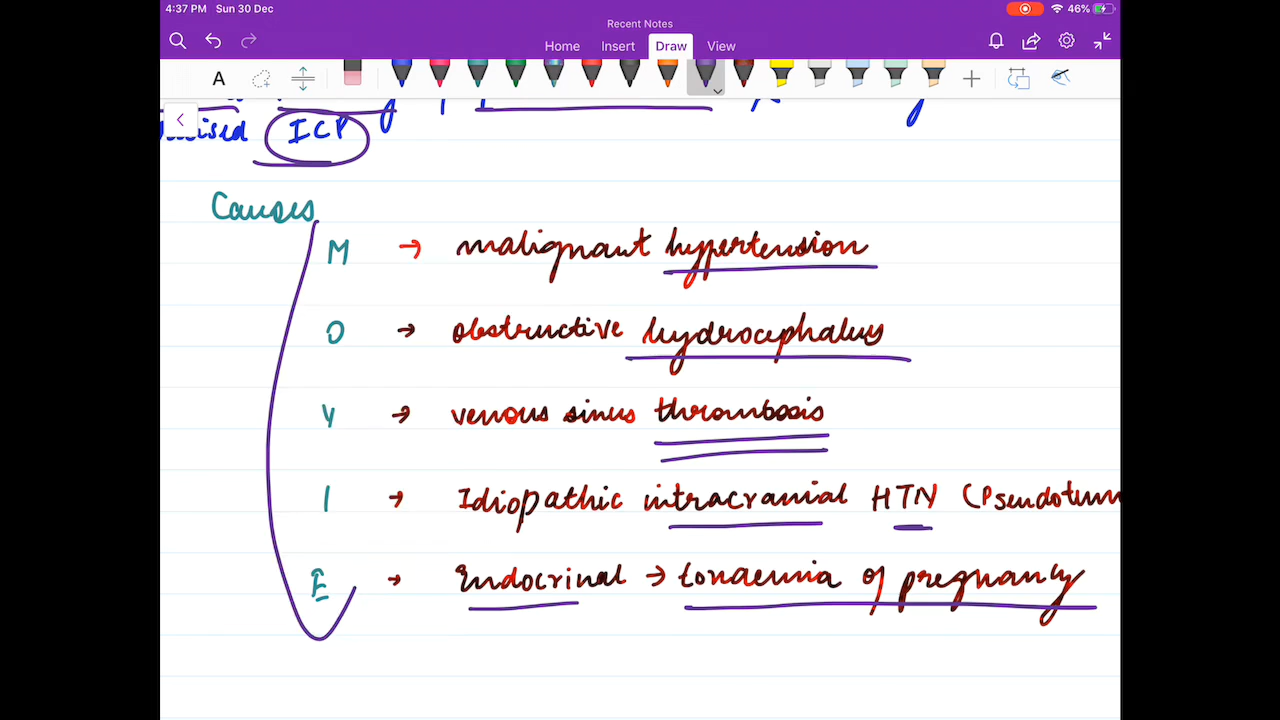 4:37 PM Sun 30 Dec
46%
Recent Notes
Home Insert Draw View
A
ICP
Causes
M → malignant hypertension
O → obstructive hydrocephalus
Y → venous sinus thrombosis
I → Idiopathic intracranial HTN (Pseudotum
E → Endocrinal → toxaemia of pregnancy